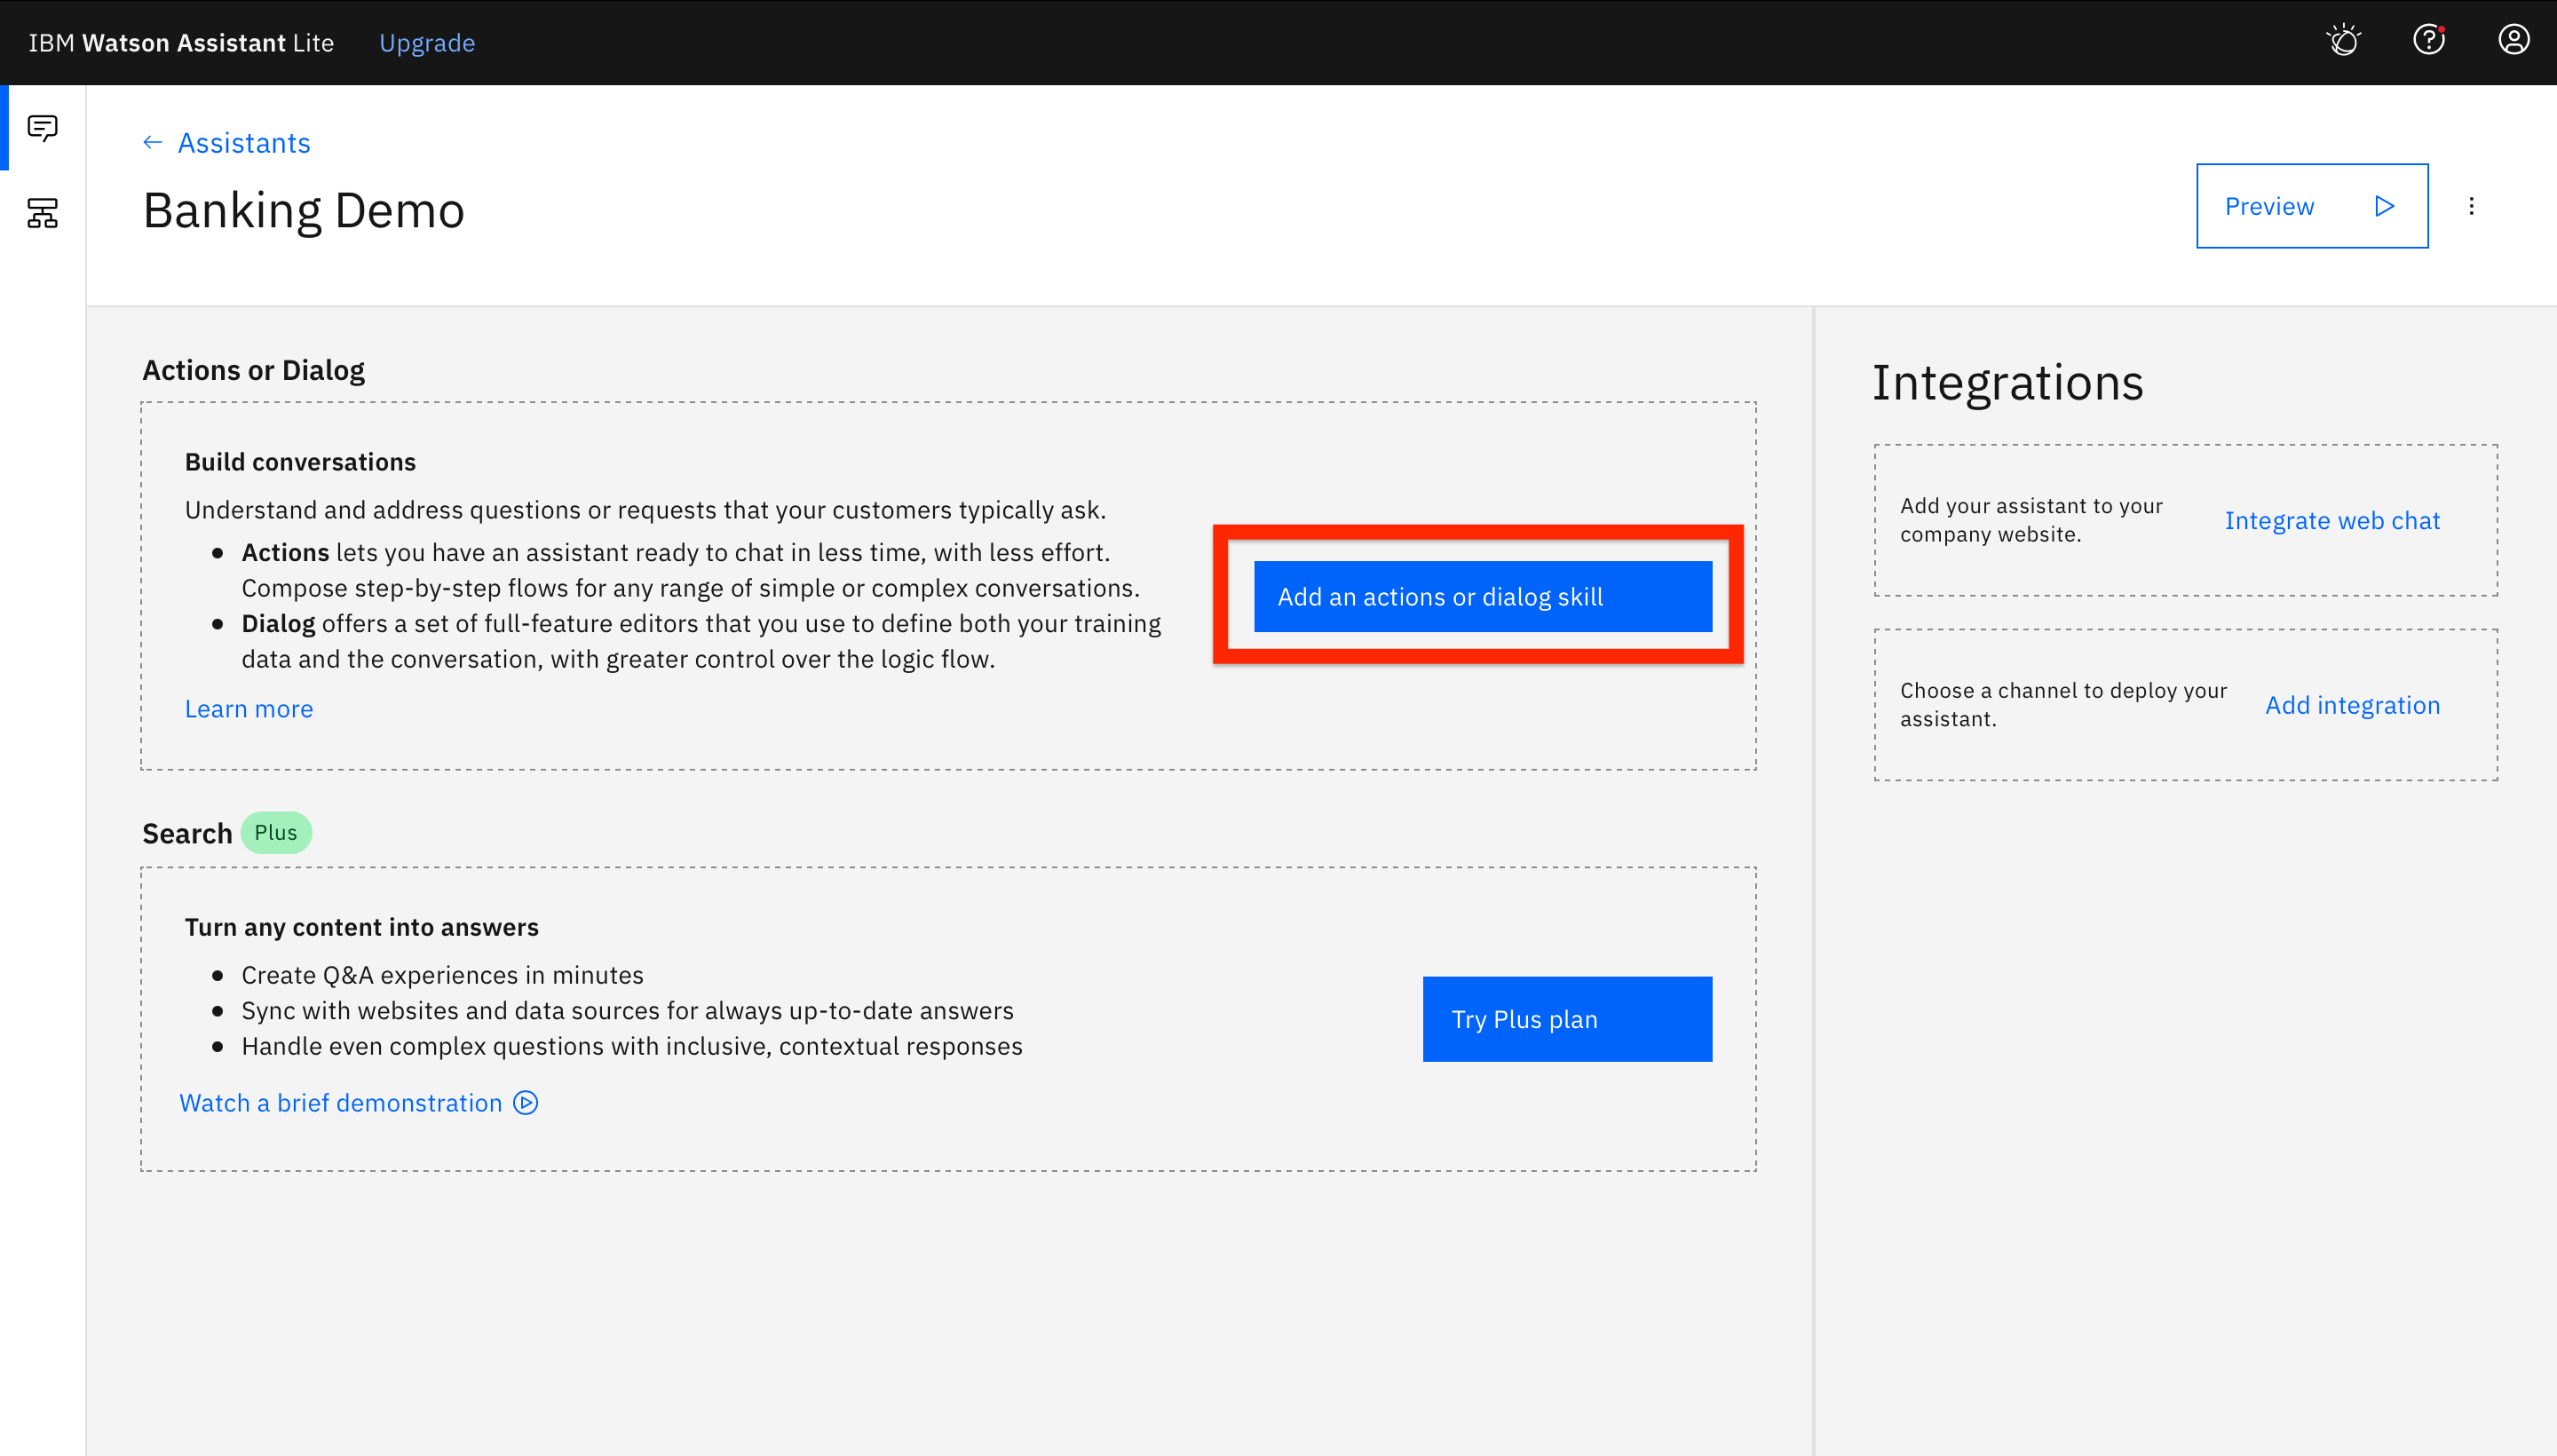 IBM Watson Assistant Lite
Upgrade
← Assistants
Banking Demo
Preview
Actions or Dialog
Build conversations
Understand and address questions or requests that your customers typically ask.
• Actions lets you have an assistant ready to chat in less time, with less effort.
Compose step-by-step flows for any range of simple or complex conversations.
• Dialog offers a set of full-feature editors that you use to define both your training
data and the conversation, with greater control over the logic flow.
Learn more
Add an actions or dialog skill
Search Plus
Turn any content into answers
• Create Q&A experiences in minutes
• Sync with websites and data sources for always up-to-date answers
• Handle even complex questions with inclusive, contextual responses
Watch a brief demonstration
Try Plus plan
Integrations
Add your assistant to your
company website.
Integrate web chat
Choose a channel to deploy your
assistant.
Add integration